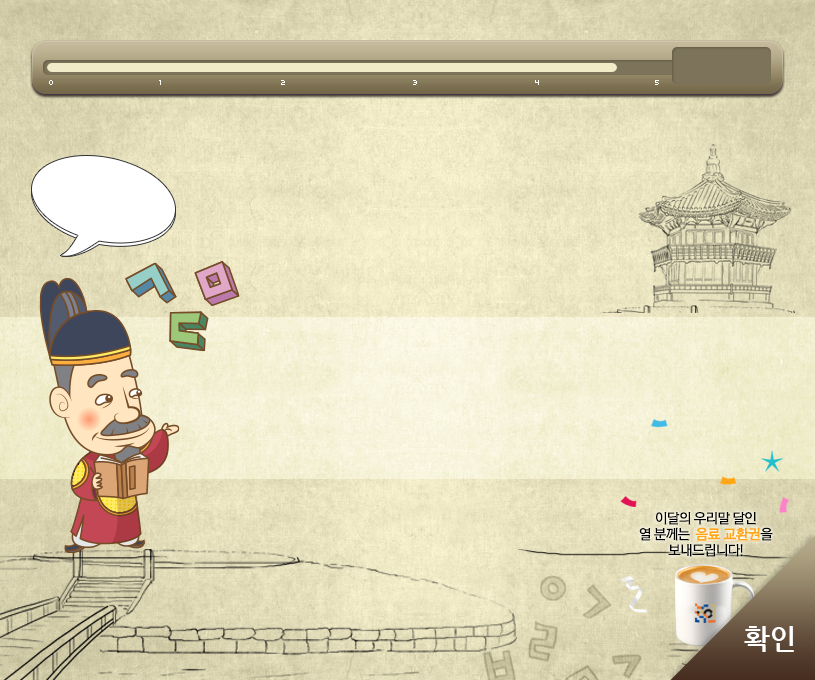 0 1 2 3 4 5
ㄱ ㅁ
ㄷ
이달의 우리말 달인
열 분께는 음료 교환권을
보내드립니다!
확인